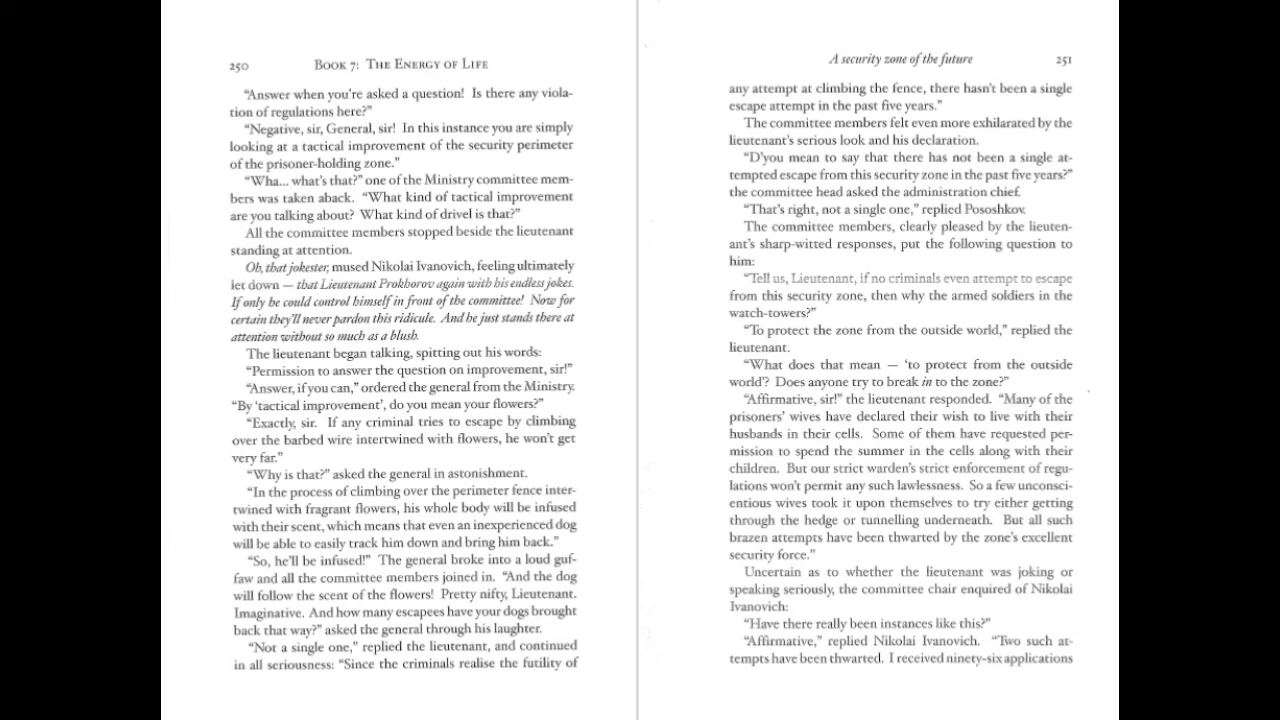 250 BOOK 7: THE ENERGY OF LIFE
“Answer when you're asked a question! Is there any viola-
tion of regulations here?”
“Negative, sir, General, sir! In this instance you are simply
looking at a tactical improvement of the security perimeter
of the prisoner-holding zone.”
“Wha... what's that?” one of the Ministry committee mem-
bers was taken aback. “What kind of tactical improvement
are you talking about? What kind of drivel is that?”
All the committee members stopped beside the lieutenant
standing at attention.
Oh, that jokester, mused Nikolai Ivanovich, feeling ultimately
let down — that Lieutenant Prokhorov again with his endless jokes.
If only he could control himself in front of the committee! Now for
certain they'll never pardon this ridicule. And he just stands there at
attention without so much as a blush.
The lieutenant began talking, spitting out his words:
“Permission to answer the question on improvement, sir!”
“Answer, if you can,” ordered the general from the Ministry.
“By ‘tactical improvement’, do you mean your flowers?”
“Exactly, sir. If any criminal tries to escape by climbing
over the barbed wire intertwined with flowers, he won't get
very far.”
“Why is that?” asked the general in astonishment.
“In the process of climbing over the perimeter fence inter-
twined with fragrant flowers, his whole body will be infused
with their scent, which means that even an inexperienced dog
will be able to easily track him down and bring him back.”
“So, he'll be infused!” The general broke into a loud guf-
faw and all the committee members joined in. “And the dog
will follow the scent of the flowers! Pretty nifty, Lieutenant.
Imaginative. And how many escapees have your dogs brought
back that way?” asked the general through his laughter.
“Not a single one,” replied the lieutenant, and continued
in all seriousness: “Since the criminals realise the futility of
A security zone of the future 251
any attempt at climbing the fence, there hasn't been a single
escape attempt in the past five years.”
The committee members felt even more exhilarated by the
lieutenant's serious look and his declaration.
“D'you mean to say that there has not been a single at-
tempted escape from this security zone in the past five years?”
the committee head asked the administration chief.
“That's right, not a single one,” replied Pososhkov.
The committee members, clearly pleased by the lieuten-
ant's sharp-witted responses, put the following question to
him:
“Tell us, Lieutenant, if no criminals even attempt to escape
from this security zone, then why the armed soldiers in the
watch-towers?”
“To protect the zone from the outside world,” replied the
lieutenant.
“What does that mean — ‘to protect from the outside
world’? Does anyone try to break in to the zone?”
“Affirmative, sir!” the lieutenant responded. “Many of the
prisoners' wives have declared their wish to live with their
husbands in their cells. Some of them have requested per-
mission to spend the summer in the cells along with their
children. But our strict warden's strict enforcement of regu-
lations won't permit any such lawlessness. So a few unconsci-
entious wives took it upon themselves to try either getting
through the hedge or tunnelling underneath. But all such
brazen attempts have been thwarted by the zone's excellent
security force.”
Uncertain as to whether the lieutenant was joking or
speaking seriously, the committee chair enquired of Nikolai
Ivanovich:
“Have there really been instances like this?”
“Affirmative,” replied Nikolai Ivanovich. “Two such at-
tempts have been thwarted. I received ninety-six applications